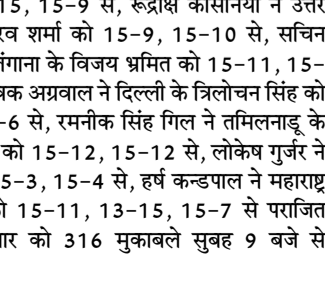 15, 15-9 से, रूद्राक्ष कासानिया ने उत्तर
शर्मा को 15-9, 15-10 से, सचिन
के विजय भ्रमित को 15-11, 15-
अग्रवाल ने दिल्ली के त्रिलोचन सिंह को
-6 से, रमनीक सिंह गिल ने तमिलनाडू के
को 15-12, 15-12 से, लोकेष गुर्जर ने
5-3, 15-4 से, हर्ष कन्डपाल ने महाराष्ट्र
15-11, 13-15, 15-7 से पराजित
को 316 मुकाबले सुबह 9 बजे से